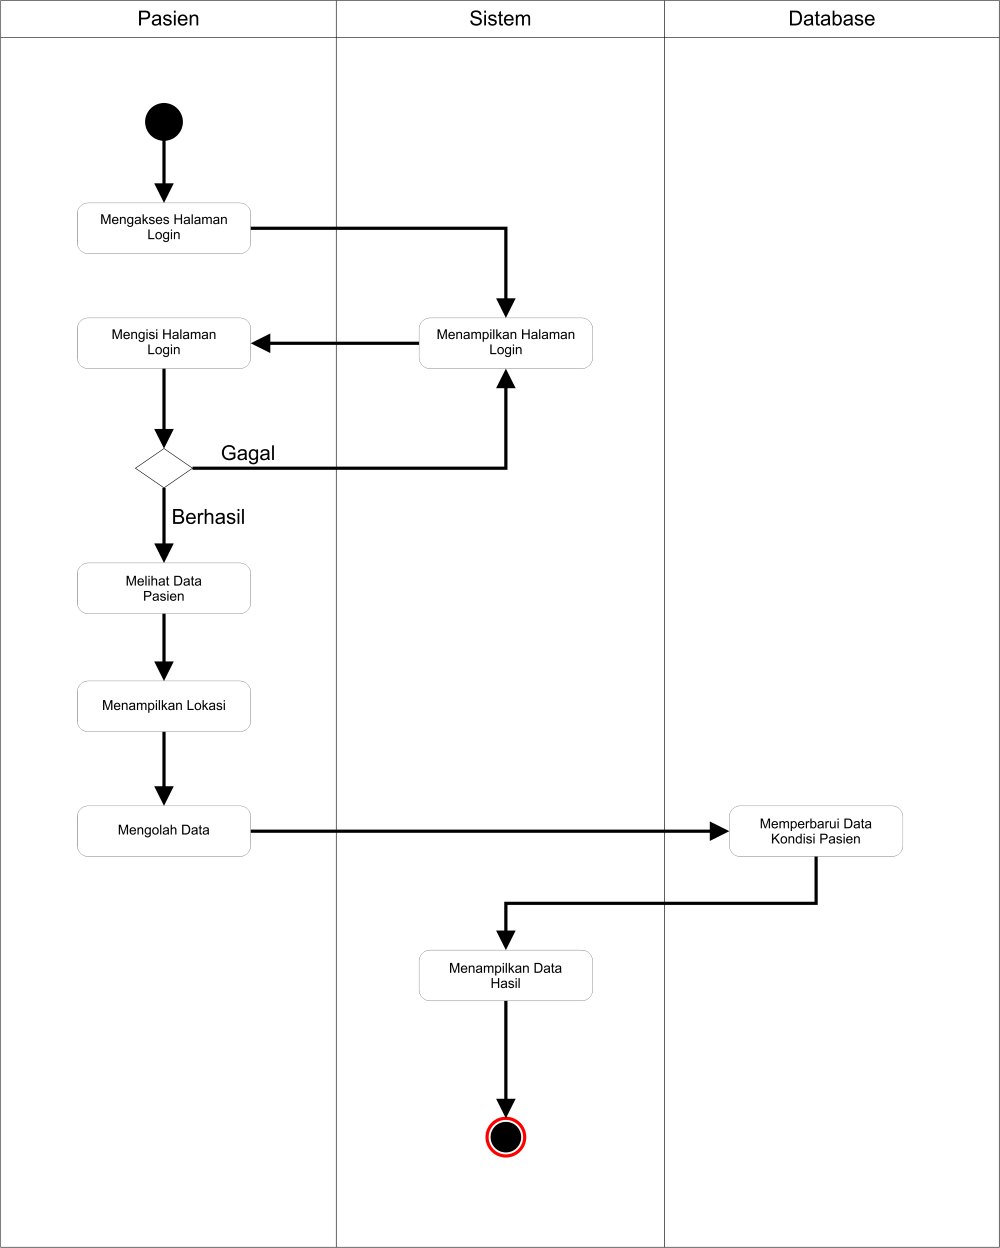 Pasien
Sistem
Database
Mengakses Halaman
Login
Mengisi Halaman
Login
Menampilkan Halaman
Login
Gagal
Berhasil
Melihat Data
Pasien
Menampilkan Lokasi
Mengolah Data
Memperbarui Data
Kondisi Pasien
Menampilkan Data
Hasil